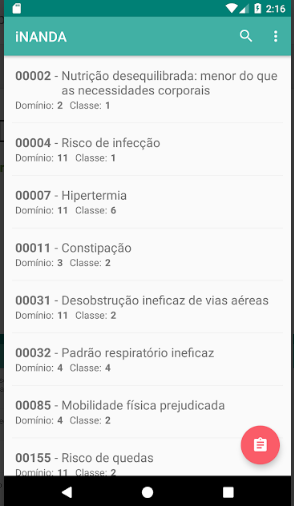 2:16
iNANDA
00002 - Nutrição desequilibrada: menor do que
as necessidades corporais
Domínio: 2 Classe: 1
00004 - Risco de infecção
Domínio: 11 Classe: 1
00007 - Hipertermia
Domínio: 11 Classe: 6
00011 - Constipação
Domínio: 3 Classe: 2
00031 - Desobstrução ineficaz de vias aéreas
Domínio: 11 Classe: 2
00032 - Padrão respiratório ineficaz
Domínio: 4 Classe: 4
00085 - Mobilidade física prejudicada
Domínio: 4 Classe: 2
00155 - Risco de quedas
Domínio: 11 Classe: 2